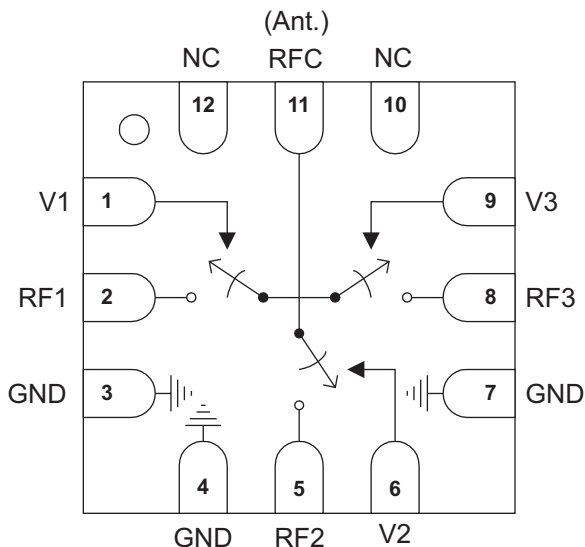 (Ant.)
NC RFC NC
12 11 10
V1 1 9 V3
RF1 2 8 RF3
GND 3 7 GND
4 5 6
GND RF2 V2